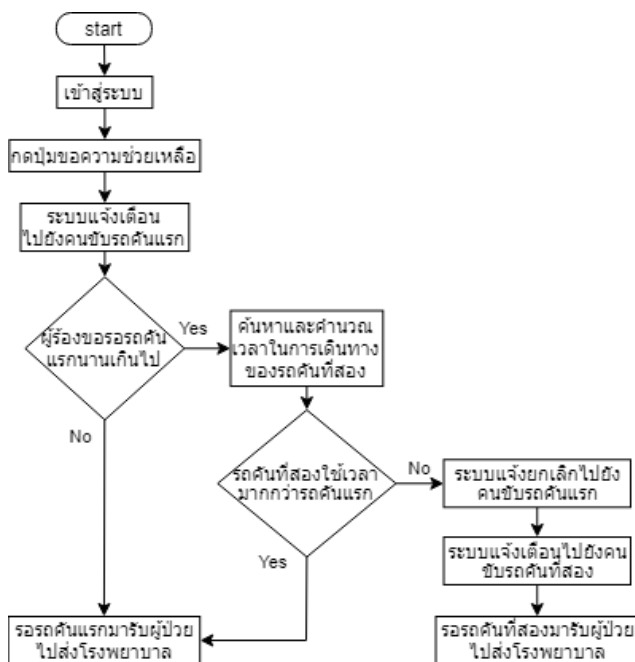 start
เข้าสู่ระบบ
กดปุ่มขอความช่วยเหลือ
ระบบแจ้งเตือน
ไปยังคนขับรถคันแรก
ผู้ร้องขอรอรถคัน
แรกนานเกินไป
Yes
ค้นหาและคำนวณ
เวลาในการเดินทาง
ของรถคันที่สอง
No
รถคันที่สองใช้เวลา
มากกว่ารถคันแรก
No
ระบบแจ้งยกเลิกไปยัง
คนขับรถคันแรก
Yes
ระบบแจ้งเตือนไปยังคน
ขับรถคันที่สอง
รอรถคันแรกมารับผู้ป่วย
ไปส่งโรงพยาบาล
รอรถคันที่สองมารับผู้ป่วย
ไปส่งโรงพยาบาล